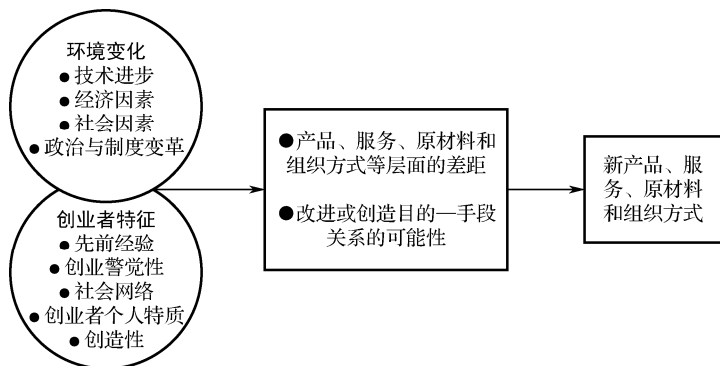 环境变化
● 技术进步
● 经济因素
● 社会因素
● 政治与制度变革
创业者特征
● 先前经验
● 创业警觉性
● 社会网络
● 创业者个人特质
● 创造性
●产品、服务、原材料和
组织方式等层面的差距
●改进或创造目的—手段
关系的可能性
新产品、服
务、原材料
和组织方式